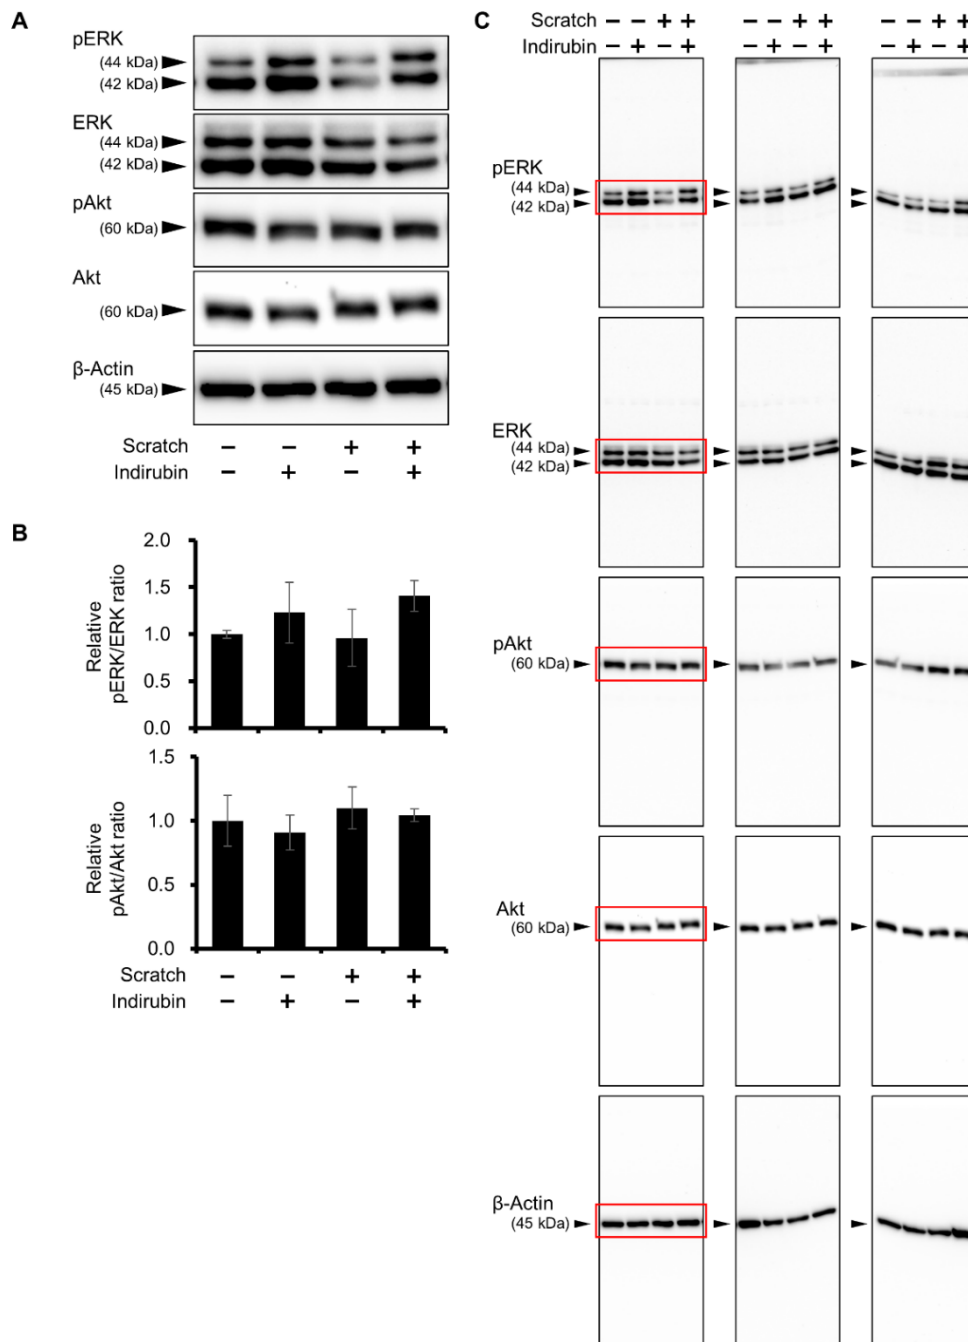 A
pERK
(44 kDa)
(42 kDa)
ERK
(44 kDa)
(42 kDa)
pAkt
(60 kDa)
Akt
(60 kDa)
β-Actin
(45 kDa)
Scratch – – + +
Indirubin – + – +
B
Relative
pERK/ERK ratio
2.0
1.5
1.0
0.5
0.0
Relative
pAkt/Akt ratio
1.5
1.0
0.5
0.0
Scratch – – + +
Indirubin – + – +
C
Scratch – – + + – – + + – – + +
Indirubin – + – + – + – + – + – +
pERK
(44 kDa)
(42 kDa)
ERK
(44 kDa)
(42 kDa)
pAkt
(60 kDa)
Akt
(60 kDa)
β-Actin
(45 kDa)